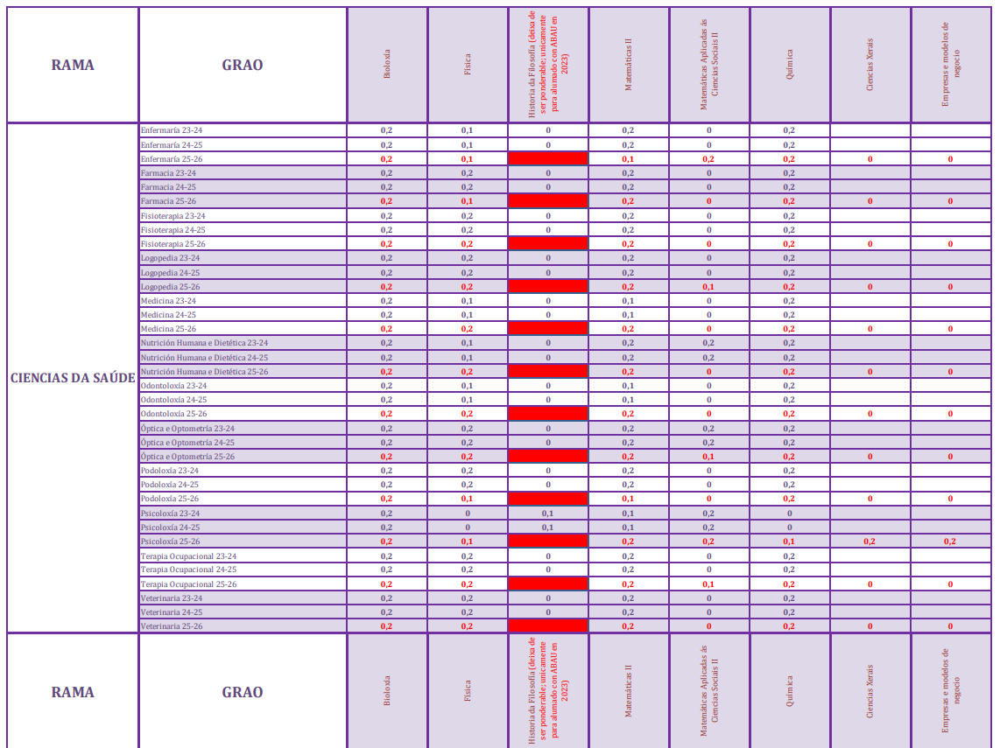 RAMA GRAO Bioloxía Física Historia da Filosofía (deixa de ser ponderable; unicamente para alumado con ABAU en 2023) Matemáticas II Matemáticas Aplicadas ás Ciencias Sociais II Química Ciencias Xerais Empresas e modelos de negocio
CIENCIAS DA SAÚDE
Enfermaría 23-24 0,2 0,1 0 0,2 0 0,2
Enfermaría 24-25 0,2 0,1 0 0,2 0 0,2
Enfermaría 25-26 0,2 0,1 0,1 0,2 0,2 0 0
Farmacia 23-24 0,2 0,2 0 0,2 0 0,2
Farmacia 24-25 0,2 0,2 0 0,2 0 0,2
Farmacia 25-26 0,2 0,1 0,2 0 0,2 0 0
Fisioterapia 23-24 0,2 0,2 0 0,2 0 0,2
Fisioterapia 24-25 0,2 0,2 0 0,2 0 0,2
Fisioterapia 25-26 0,2 0,2 0,2 0 0,2 0 0
Logopedia 23-24 0,2 0,2 0 0,2 0 0,2
Logopedia 24-25 0,2 0,2 0 0,2 0 0,2
Logopedia 25-26 0,2 0,2 0,2 0,1 0,2 0 0
Medicina 23-24 0,2 0,1 0 0,1 0 0,2
Medicina 24-25 0,2 0,1 0 0,1 0 0,2
Medicina 25-26 0,2 0,2 0,2 0 0,2 0 0
Nutrición Humana e Dietética 23-24 0,2 0,1 0 0,2 0,2 0,2
Nutrición Humana e Dietética 24-25 0,2 0,1 0 0,2 0,2 0,2
Nutrición Humana e Dietética 25-26 0,2 0,2 0,2 0 0,2 0 0
Odontoloxía 23-24 0,2 0,1 0 0,1 0 0,2
Odontoloxía 24-25 0,2 0,1 0 0,1 0 0,2
Odontoloxía 25-26 0,2 0,2 0,2 0 0,2 0 0
Óptica e Optometría 23-24 0,2 0,2 0 0,2 0,2 0,2
Óptica e Optometría 24-25 0,2 0,2 0 0,2 0,2 0,2
Óptica e Optometría 25-26 0,2 0,2 0,2 0,1 0,2 0 0
Podoloxía 23-24 0,2 0,2 0 0,2 0 0,2
Podoloxía 24-25 0,2 0,2 0 0,2 0 0,2
Podoloxía 25-26 0,2 0,1 0,1 0 0,2 0 0
Psicoloxía 23-24 0,2 0 0,1 0,1 0,2 0
Psicoloxía 24-25 0,2 0 0,1 0,1 0,2 0
Psicoloxía 25-26 0,2 0,1 0,2 0,2 0,1 0,2 0,2
Terapia Ocupacional 23-24 0,2 0,2 0 0,2 0 0,2
Terapia Ocupacional 24-25 0,2 0,2 0 0,2 0 0,2
Terapia Ocupacional 25-26 0,2 0,2 0,2 0,1 0,2 0 0
Veterinaria 23-24 0,2 0,2 0 0,2 0 0,2
Veterinaria 24-25 0,2 0,2 0 0,2 0 0,2
Veterinaria 25-26 0,2 0,2 0,2 0 0,2 0 0
RAMA GRAO Bioloxía Física Historia da Filosofía (deixa de ser ponderable; unicamente para alumado con ABAU en 2023) Matemáticas II Matemáticas Aplicadas ás Ciencias Sociais II Química Ciencias Xerais Empresas e modelos de negocio